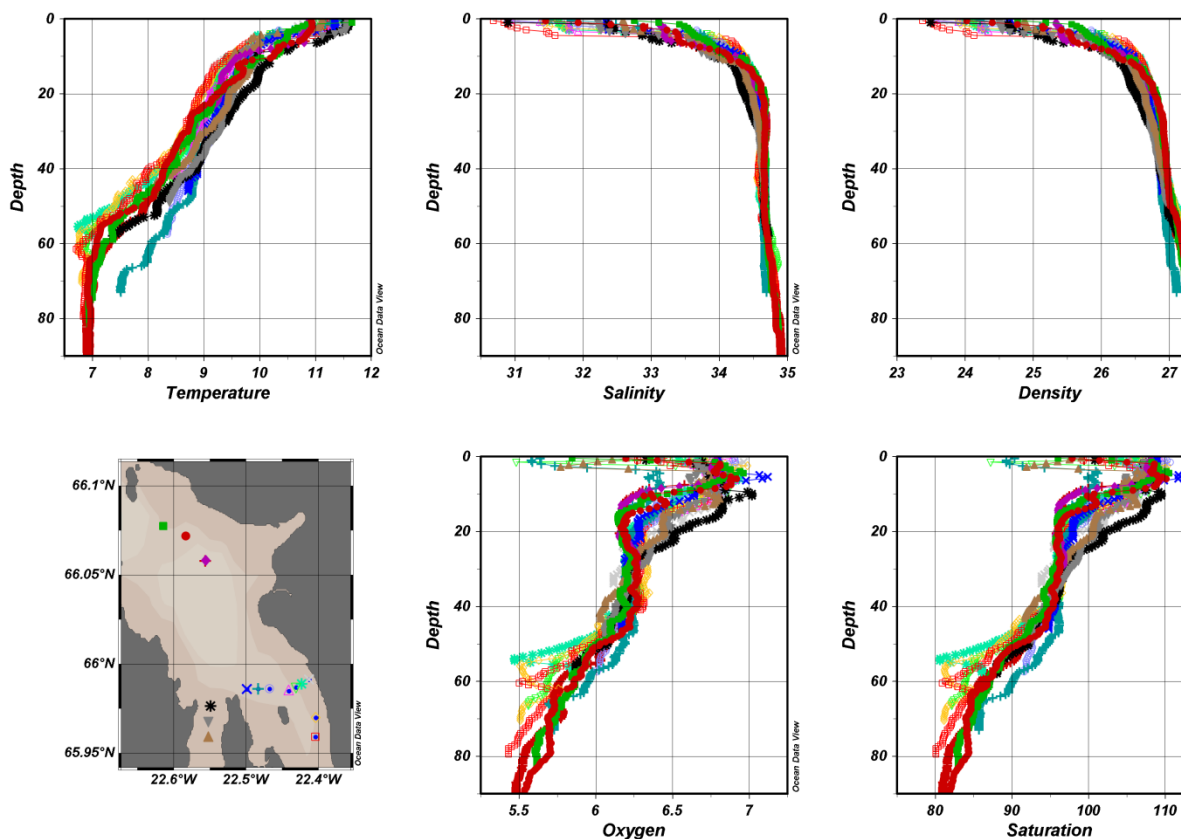 0
20
40
60
80
Depth
7 8 9 10 11 12
Temperature
Ocean Data View
0
20
40
60
80
Depth
31 32 33 34 35
Salinity
Ocean Data View
0
20
40
60
80
Depth
23 24 25 26 27
Density
66.1°N
66.05°N
66°N
65.95°N
22.6°W 22.5°W 22.4°W
Ocean Data View
0
20
40
60
80
Depth
5.5 6 6.5 7
Oxygen
Ocean Data View
0
20
40
60
80
Depth
80 90 100 110
Saturation